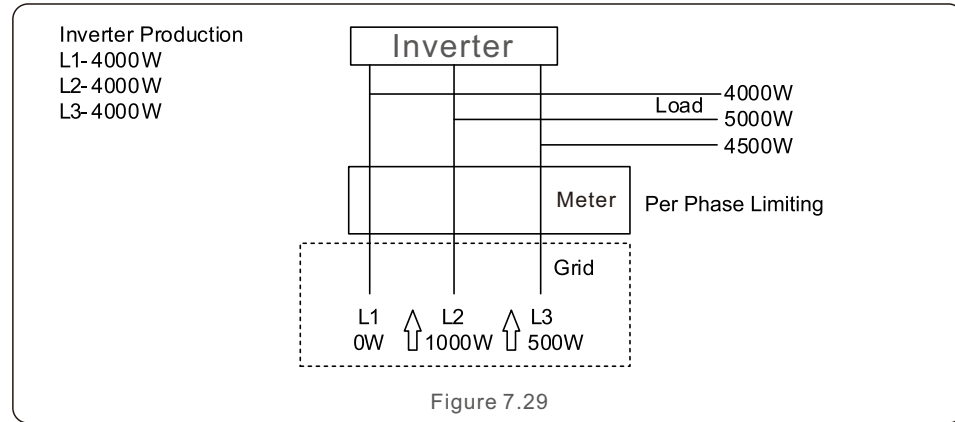 Inverter Production
L1-4000W
L2-4000W
L3-4000W
Inverter
Load
4000W
5000W
4500W
Meter
Per Phase Limiting
Grid
L1 L2 L3
0W 1000W 500W
Figure 7.29